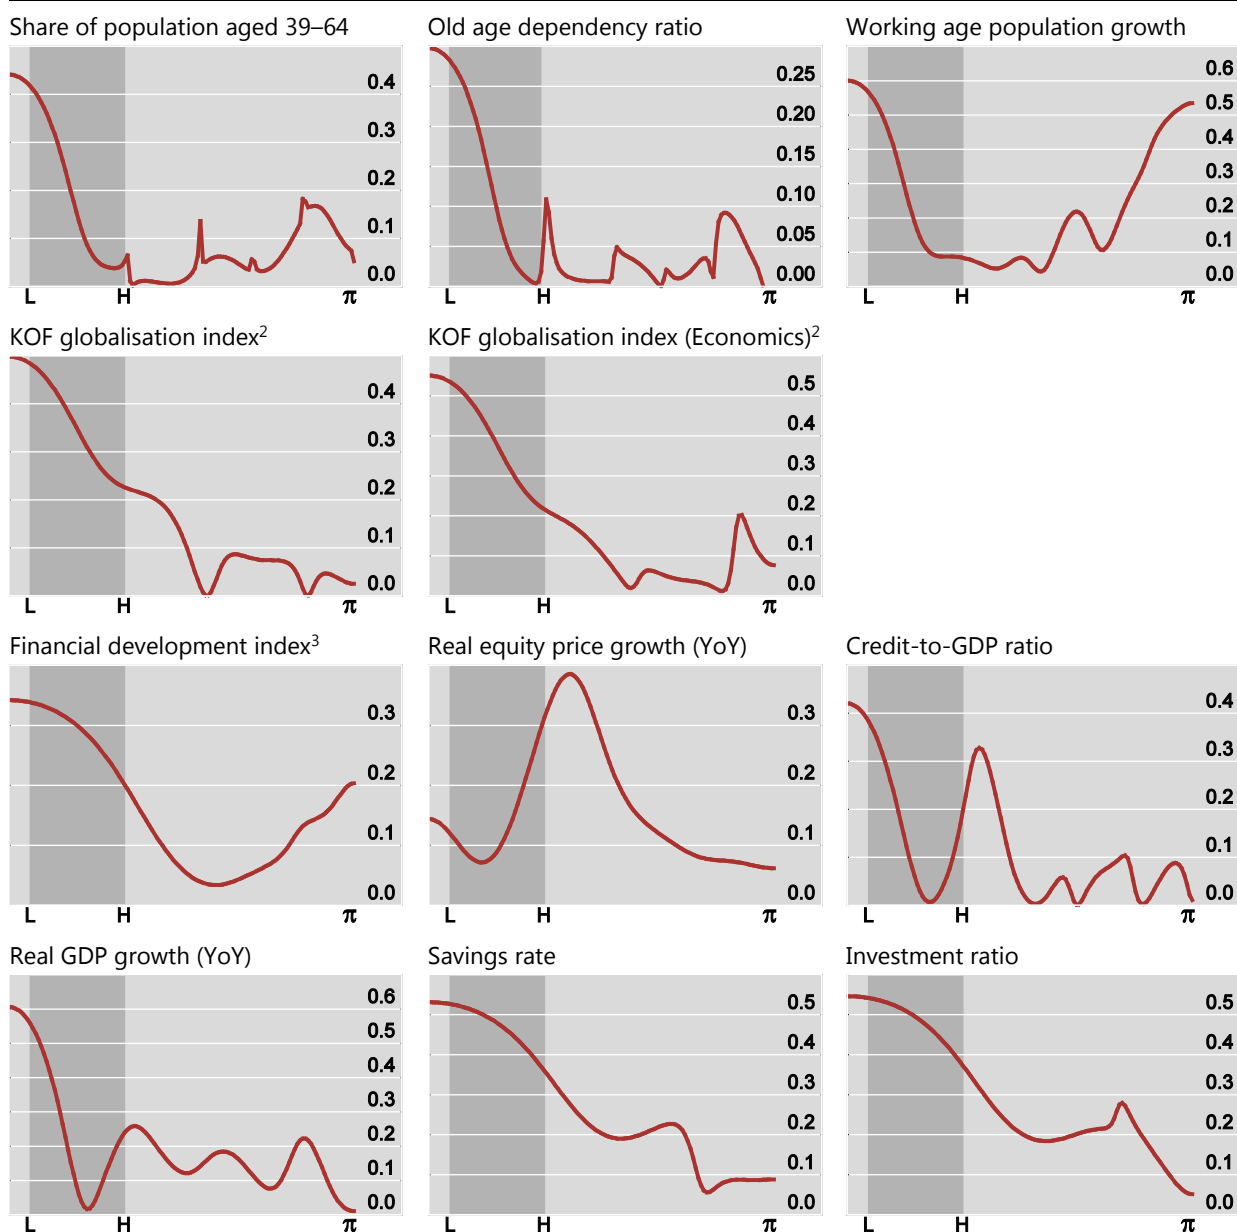 Share of population aged 39–64
0.4
0.3
0.2
0.1
0.0
L H π
Old age dependency ratio
0.25
0.20
0.15
0.10
0.05
0.00
L H π
Working age population growth
0.6
0.5
0.4
0.3
0.2
0.1
0.0
L H π
KOF globalisation index²
0.4
0.3
0.2
0.1
0.0
L H π
KOF globalisation index (Economics)²
0.5
0.4
0.3
0.2
0.1
0.0
L H π
Financial development index³
0.3
0.2
0.1
0.0
L H π
Real equity price growth (YoY)
0.3
0.2
0.1
0.0
L H π
Credit-to-GDP ratio
0.4
0.3
0.2
0.1
0.0
L H π
Real GDP growth (YoY)
0.6
0.5
0.4
0.3
0.2
0.1
0.0
L H π
Savings rate
0.5
0.4
0.3
0.2
0.1
0.0
L H π
Investment ratio
0.5
0.4
0.3
0.2
0.1
0.0
L H π